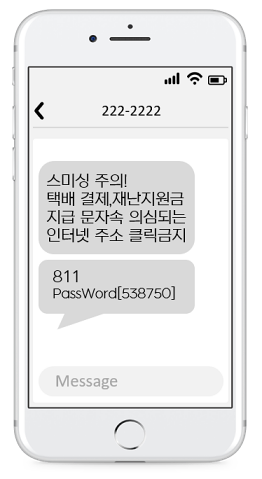 222-2222
스미싱 주의!
택배 결제,재난지원금
지급 문자속 의심되는
인터넷 주소 클릭금지
811
PassWord[538750]
Message